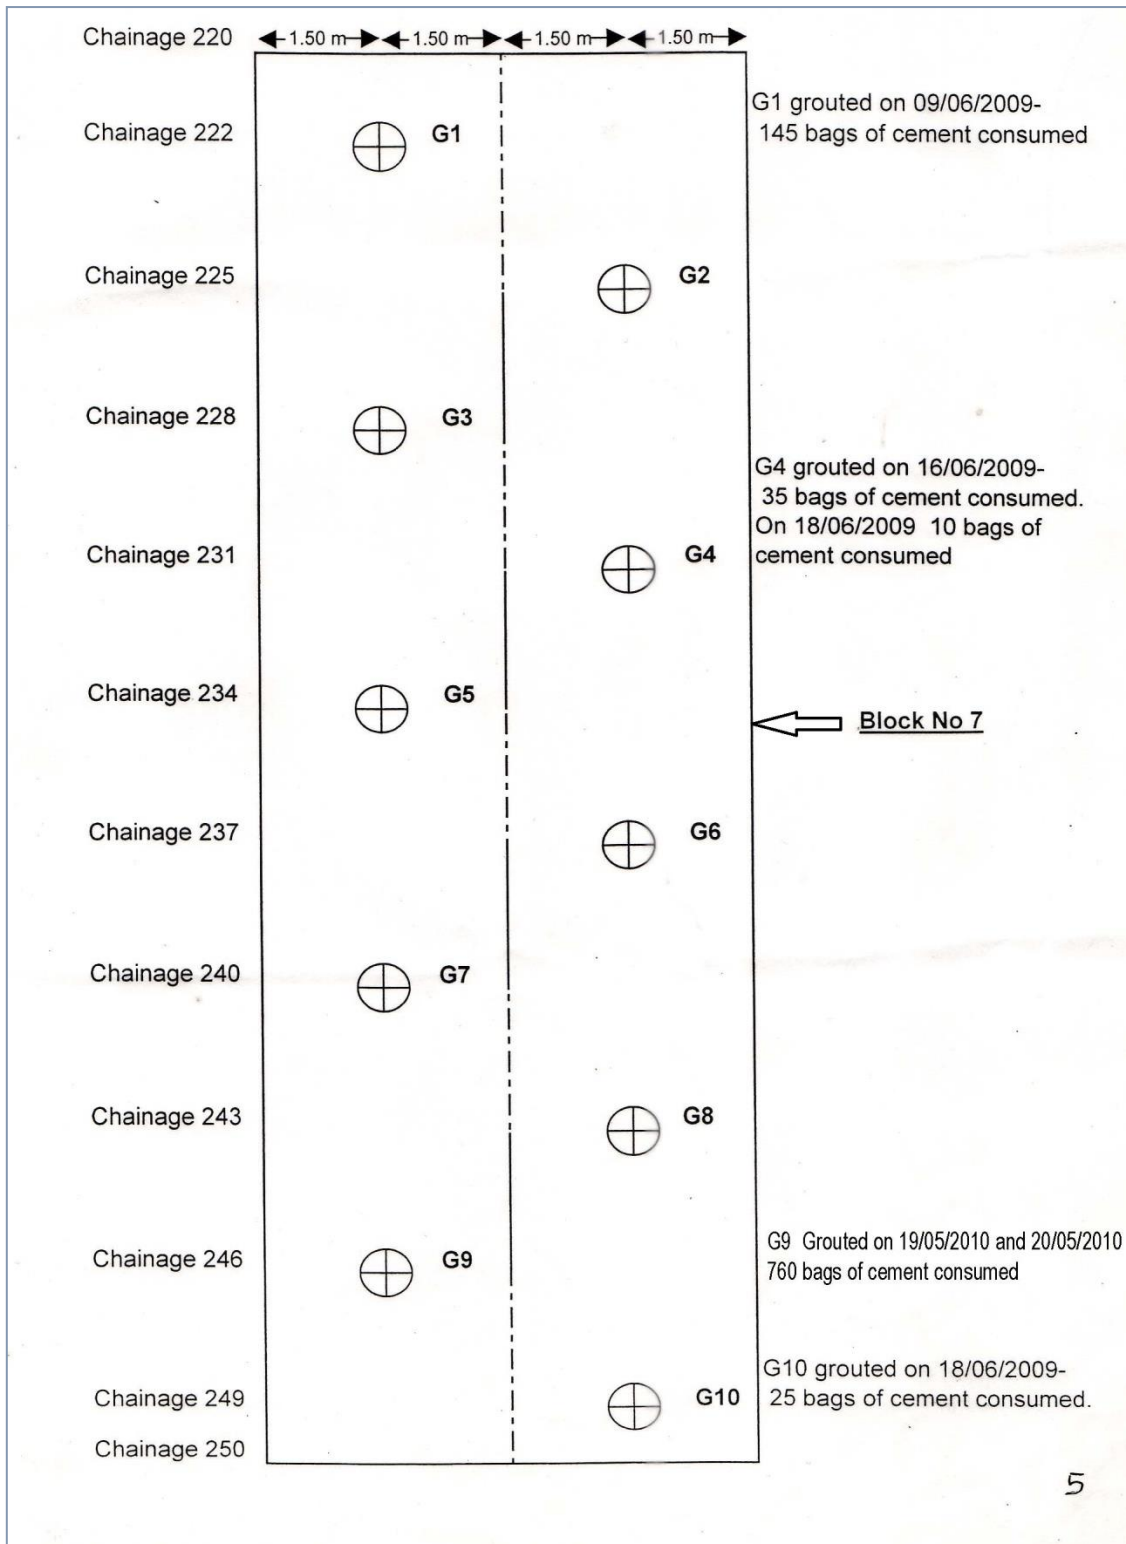 Chainage 220
1.50 m 1.50 m 1.50 m 1.50 m
G1 grouted on 09/06/2009-
145 bags of cement consumed
Chainage 222
G1
Chainage 225
G2
Chainage 228
G3
G4 grouted on 16/06/2009-
35 bags of cement consumed.
On 18/06/2009 10 bags of
cement consumed
Chainage 231
G4
Chainage 234
G5
Block No 7
Chainage 237
G6
Chainage 240
G7
Chainage 243
G8
Chainage 246
G9
G9 Grouted on 19/05/2010 and 20/05/2010
760 bags of cement consumed
G10 grouted on 18/06/2009-
25 bags of cement consumed.
Chainage 249
G10
Chainage 250
5